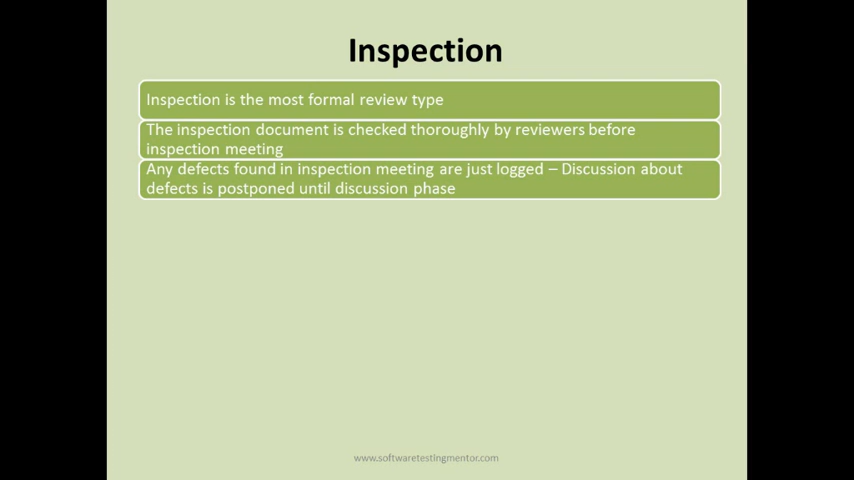 Inspection
Inspection is the most formal review type
The inspection document is checked thoroughly by reviewers before
inspection meeting
Any defects found in inspection meeting are just logged – Discussion about
defects is postponed until discussion phase
www.softwaretestingmentor.com